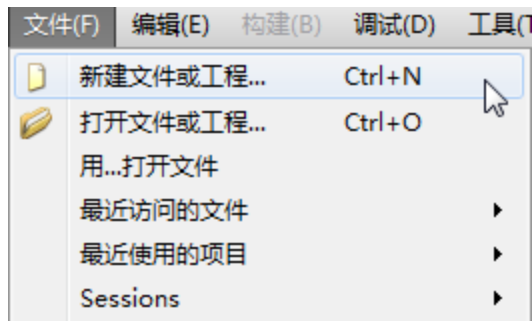 文件(F) 编辑(E) 构建(B) 调试(D) 工具(T
新建文件或工程... Ctrl+N
打开文件或工程... Ctrl+O
用...打开文件
最近访问的文件
最近使用的项目
Sessions